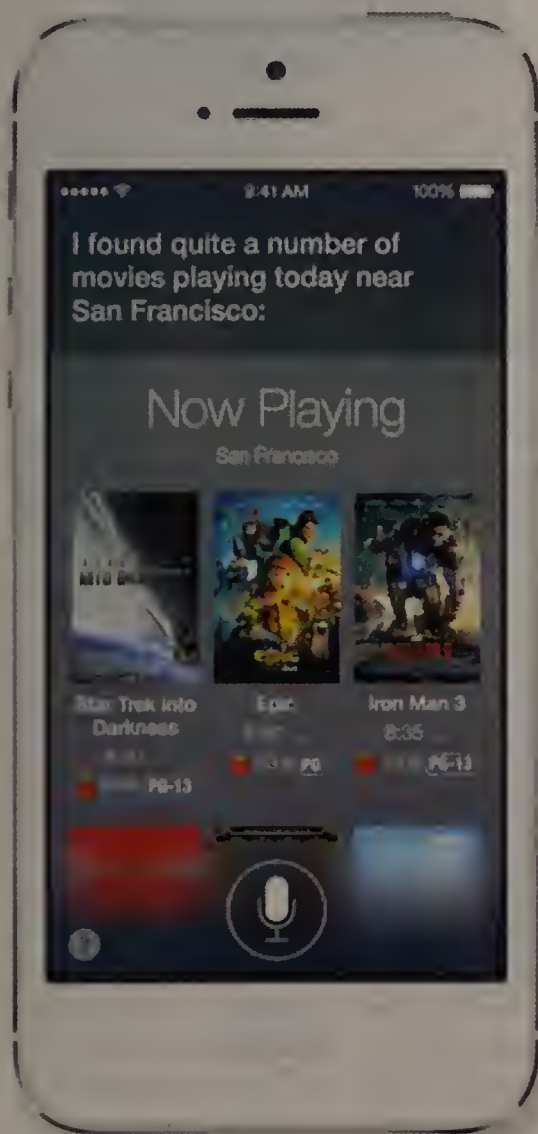 9:41 AM 100%
I found quite a number of
movies playing today near
San Francisco:
Now Playing
San Francisco
Star Trek Into
Darkness
PG-13
Epic
PG
Iron Man 3
8:35
PG-13
?